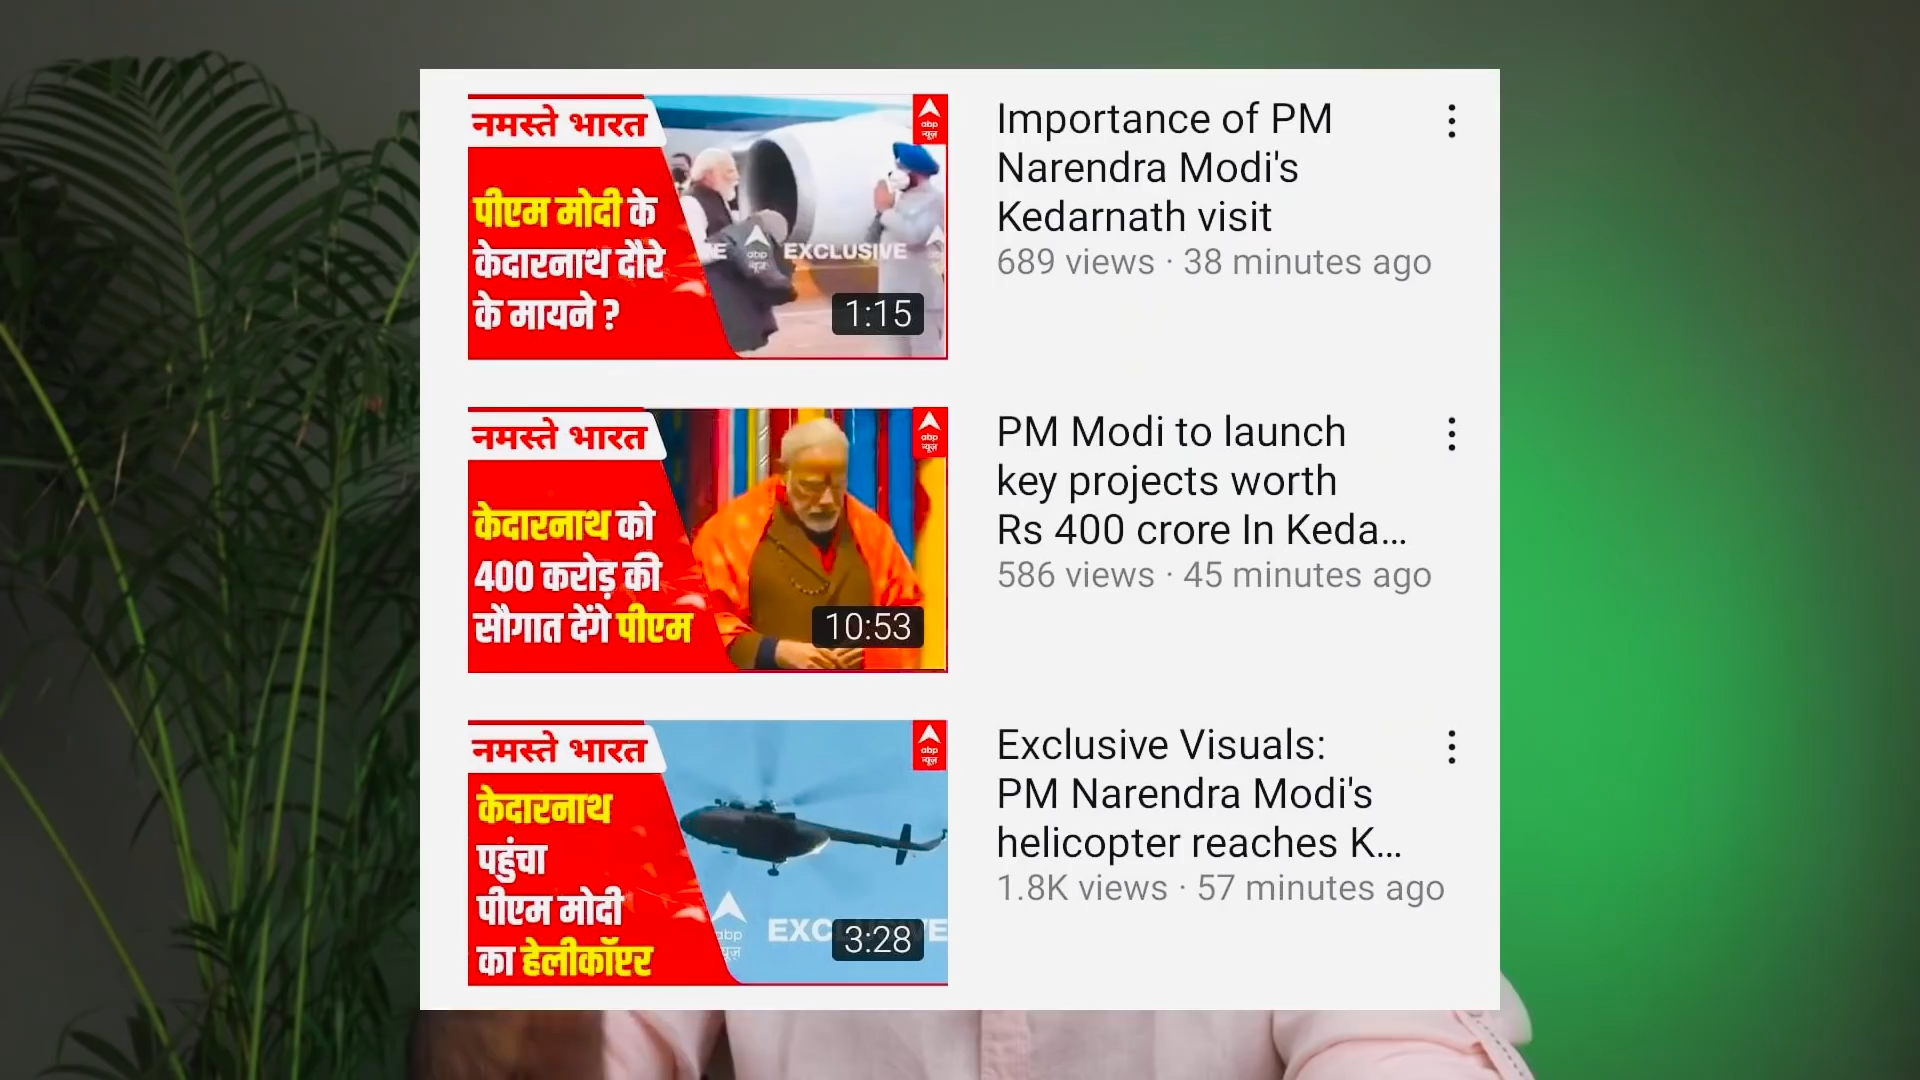 नमस्ते भारत
पीएम मोदी के
केदारनाथ दौरे
के मायने ?
abp
न्यूज़
EXCLUSIVE
1:15
Importance of PM
Narendra Modi's
Kedarnath visit
689 views · 38 minutes ago
नमस्ते भारत
केदारनाथ को
400 करोड़ की
सौगात देंगे पीएम
abp
न्यूज़
10:53
PM Modi to launch
key projects worth
Rs 400 crore In Keda...
586 views · 45 minutes ago
नमस्ते भारत
केदारनाथ
पहुंचा
पीएम मोदी
का हेलीकॉप्टर
abp
न्यूज़
3:28
Exclusive Visuals:
PM Narendra Modi's
helicopter reaches K...
1.8K views · 57 minutes ago